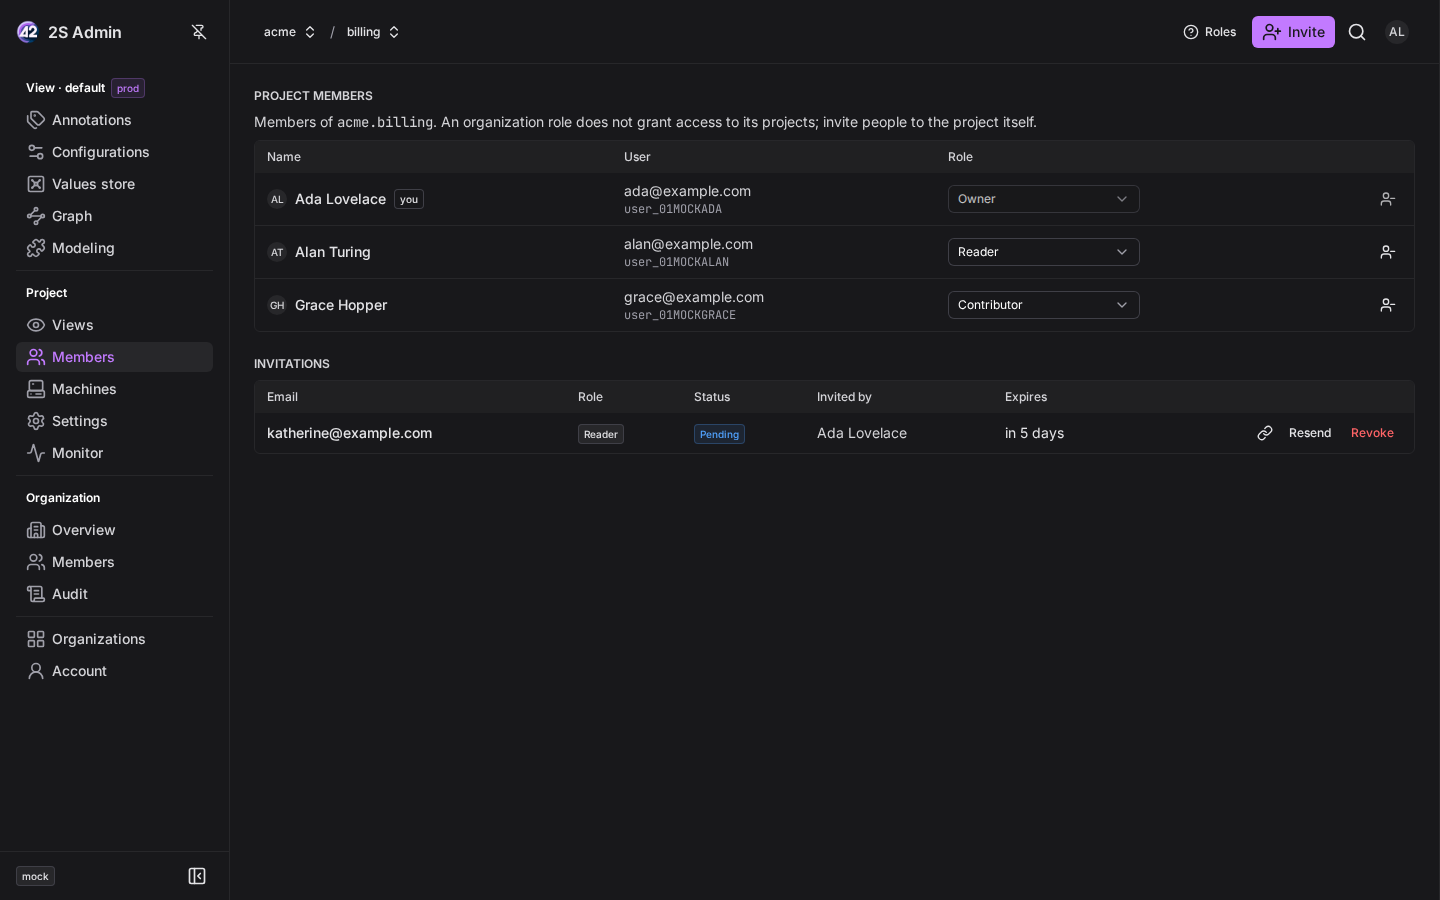 2S Admin
acme / billing
Roles
Invite
AL
View · default prod
Annotations
Configurations
Values store
Graph
Modeling
Project
Views
Members
Machines
Settings
Monitor
Organization
Overview
Members
Audit
Organizations
Account
mock
PROJECT MEMBERS
Members of acme.billing. An organization role does not grant access to its projects; invite people to the project itself.
Name User Role
AL Ada Lovelace you ada@example.com Owner
user_01MOCKADA
AT Alan Turing alan@example.com Reader
user_01MOCKALAN
GH Grace Hopper grace@example.com Contributor
user_01MOCKGRACE
INVITATIONS
Email Role Status Invited by Expires
katherine@example.com Reader Pending Ada Lovelace in 5 days Resend Revoke